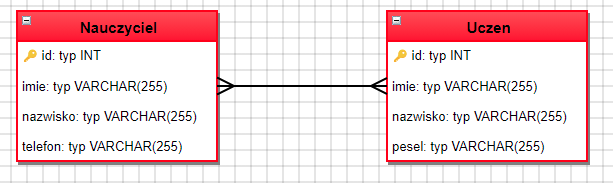 Nauczyciel
id: typ INT
imie: typ VARCHAR(255)
nazwisko: typ VARCHAR(255)
telefon: typ VARCHAR(255)
Uczen
id: typ INT
imie: typ VARCHAR(255)
nazwisko: typ VARCHAR(255)
pesel: typ VARCHAR(255)